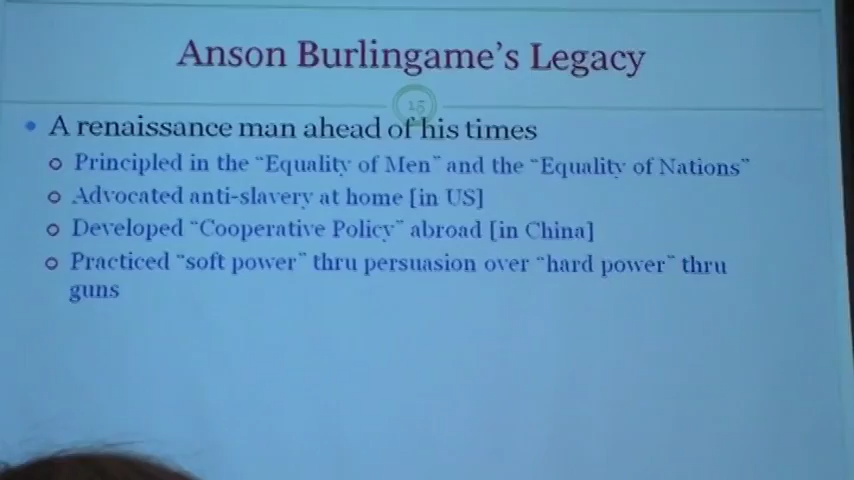 Anson Burlingame's Legacy
15
• A renaissance man ahead of his times
o Principled in the "Equality of Men" and the "Equality of Nations"
o Advocated anti-slavery at home [in US]
o Developed "Cooperative Policy" abroad [in China]
o Practiced "soft power" thru persuasion over "hard power" thru
guns